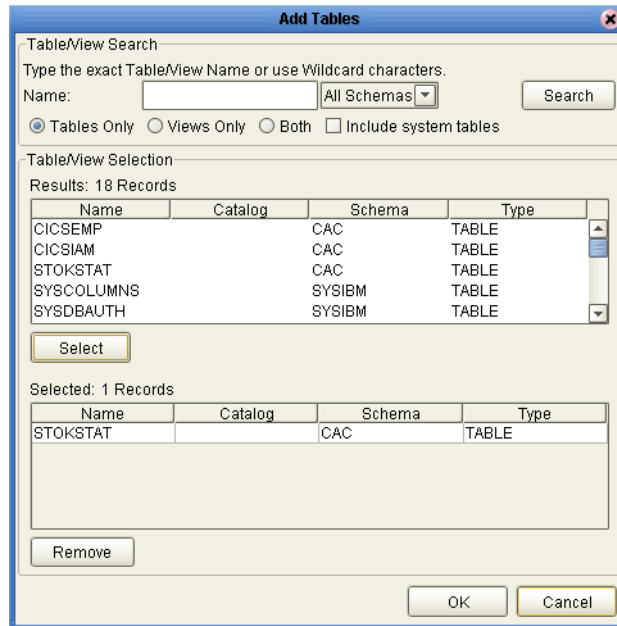 Add Tables
Table/View Search
Type the exact Table/View Name or use Wildcard characters.
Name: All Schemas Search
Tables Only Views Only Both Include system tables
Table/View Selection
Results: 18 Records
Name Catalog Schema Type
CICSEMP CAC TABLE
CICSIAM CAC TABLE
STOKSTAT CAC TABLE
SYSCOLUMNS SYSIBM TABLE
SYSDBAUTH SYSIBM TABLE
Select
Selected: 1 Records
Name Catalog Schema Type
STOKSTAT CAC TABLE
Remove
OK Cancel